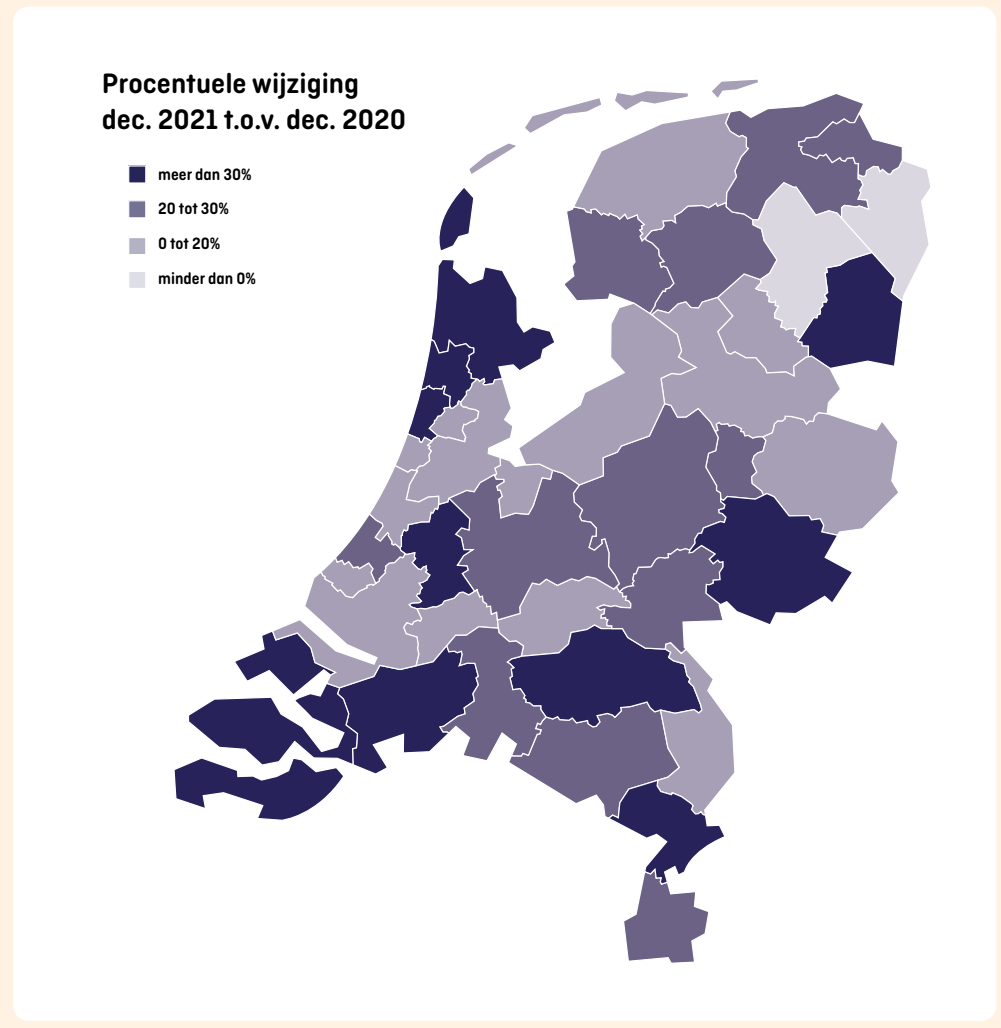 Procentuele wijziging
dec. 2021 t.o.v. dec. 2020
meer dan 30%
20 tot 30%
0 tot 20%
minder dan 0%